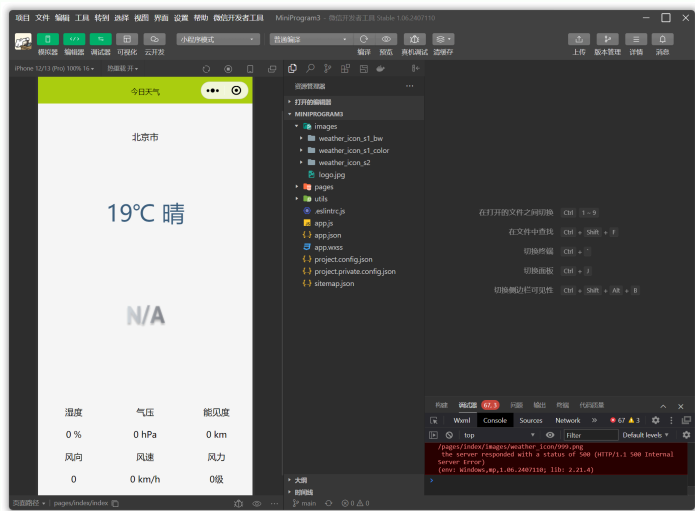 项目 文件 编辑 工具 转到 选择 视图 界面 设置 帮助 微信开发者工具
MiniProgram3 - 微信开发者工具 Stable 1.06.2407110
小程序模式
普通编译
模拟器 编辑器 调试器 可视化 云开发
编译 预览 真机调试 清缓存
上传 版本管理 详情 消息
iPhone 12/13 (Pro) 100% 16
热重载 开
今日天气
北京市
19℃ 晴
N/A
湿度 气压 能见度
0 % 0 hPa 0 km
风向 风速 风力
0 0 km/h 0级
页面路径 pages/index/index
资源管理器
打开的编辑器
MINIPROGRAM3
images
weather_icon_s1_bw
weather_icon_s1_color
weather_icon_s2
logo.jpg
pages
utils
.eslintrc.js
app.js
app.json
app.wxss
project.config.json
project.private.config.json
sitemap.json
大纲
时间线
main
0 0
在打开的文件之间切换 Ctrl 1 ~ 9
在文件中查找 Ctrl + Shift + F
切换终端 Ctrl + `
切换面板 Ctrl + J
切换侧边栏可见性 Ctrl + Shift + Alt + B
构建 调试器 67, 3 问题 输出 终端 代码质量
Wxml Console Sources Network 67 3
top Filter Default levels
/pages/index/images/weather_icon/999.png
the server responded with a status of 500 (HTTP/1.1 500 Internal
Server Error)
(env: Windows,mp,1.06.2407110; lib: 2.21.4)